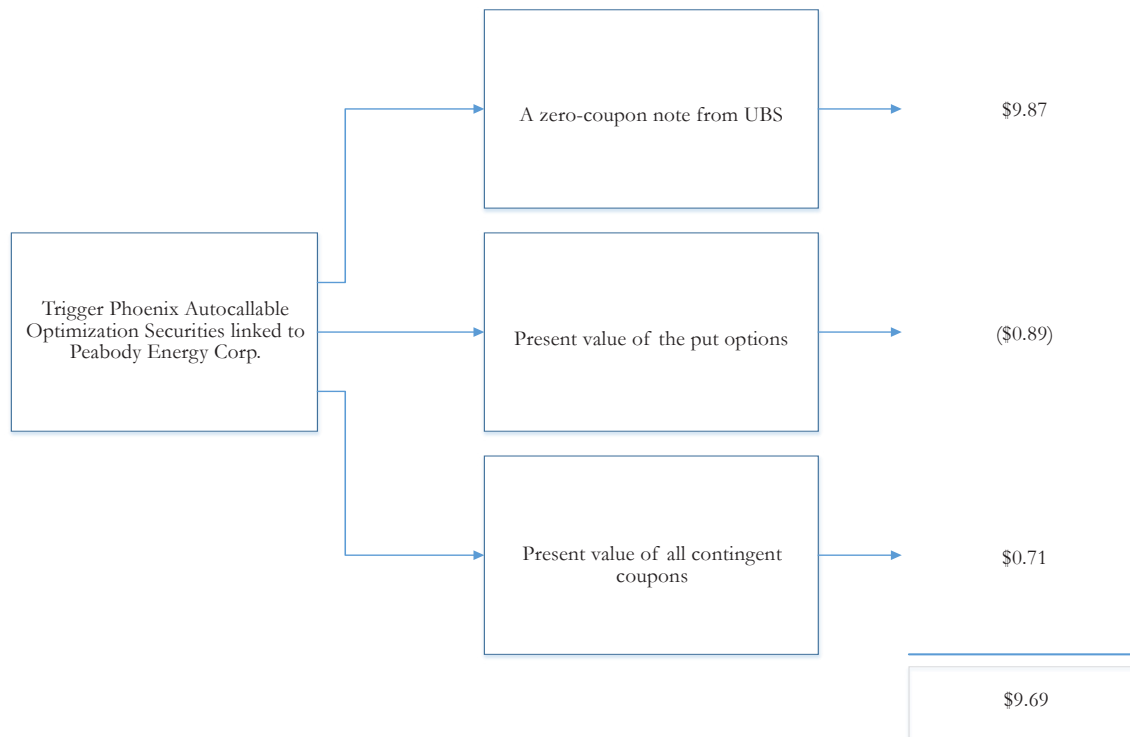 A zero-coupon note from UBS
$9.87
Trigger Phoenix Autocallable
Optimization Securities linked to
Peabody Energy Corp.
Present value of the put options
($0.89)
Present value of all contingent
coupons
$0.71
$9.69